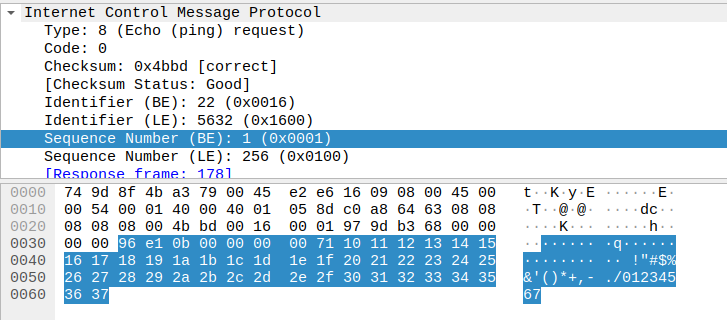 Internet Control Message Protocol
Type: 8 (Echo (ping) request)
Code: 0
Checksum: 0x4bbd [correct]
[Checksum Status: Good]
Identifier (BE): 22 (0x0016)
Identifier (LE): 5632 (0x1600)
Sequence Number (BE): 1 (0x0001)
Sequence Number (LE): 256 (0x0100)
[Response frame: 178]
0000 74 9d 8f 4b a3 79 00 45 e2 e6 16 09 08 00 45 00 t··K·y·E ······E·
0010 00 54 00 01 40 00 40 01 05 8d c0 a8 64 63 08 08 ·T··@·@· ····dc··
0020 08 08 08 00 4b bd 00 16 00 01 97 9d b3 68 00 00 ····K··· ·····h··
0030 00 00 96 e1 0b 00 00 00 00 71 10 11 12 13 14 15 ········ ·q······
0040 16 17 18 19 1a 1b 1c 1d 1e 1f 20 21 22 23 24 25 ········ ·· !"#$%
0050 26 27 28 29 2a 2b 2c 2d 2e 2f 30 31 32 33 34 35 &'()*+,- ./012345
0060 36 37 67